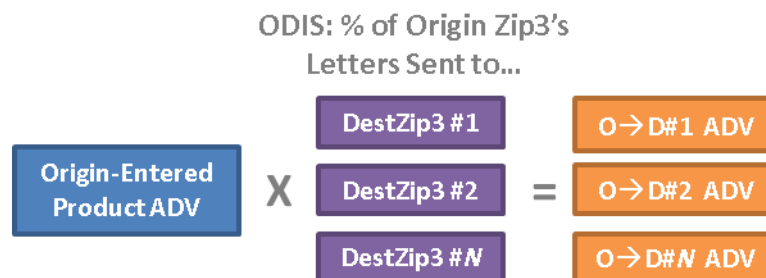 ODIS: % of Origin Zip3's
Letters Sent to...
DestZip3 #1
O→D#1 ADV
Origin-Entered
Product ADV
X
DestZip3 #2
=
O→D#2 ADV
DestZip3 #N
O→D#N ADV